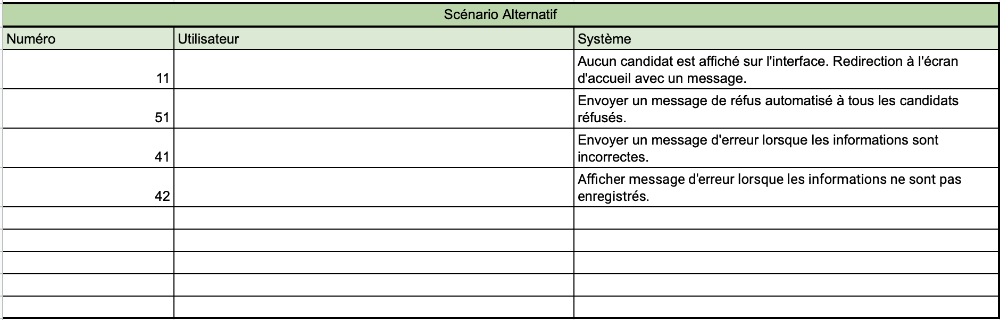 Scénario Alternatif
Numéro
Utilisateur
Système
11
Aucun candidat est affiché sur l'interface. Redirection à l'écran
d'accueil avec un message.
51
Envoyer un message de réfus automatisé à tous les candidats
réfusés.
41
Envoyer un message d'erreur lorsque les informations sont
incorrectes.
42
Afficher message d'erreur lorsque les informations ne sont pas
enregistrés.